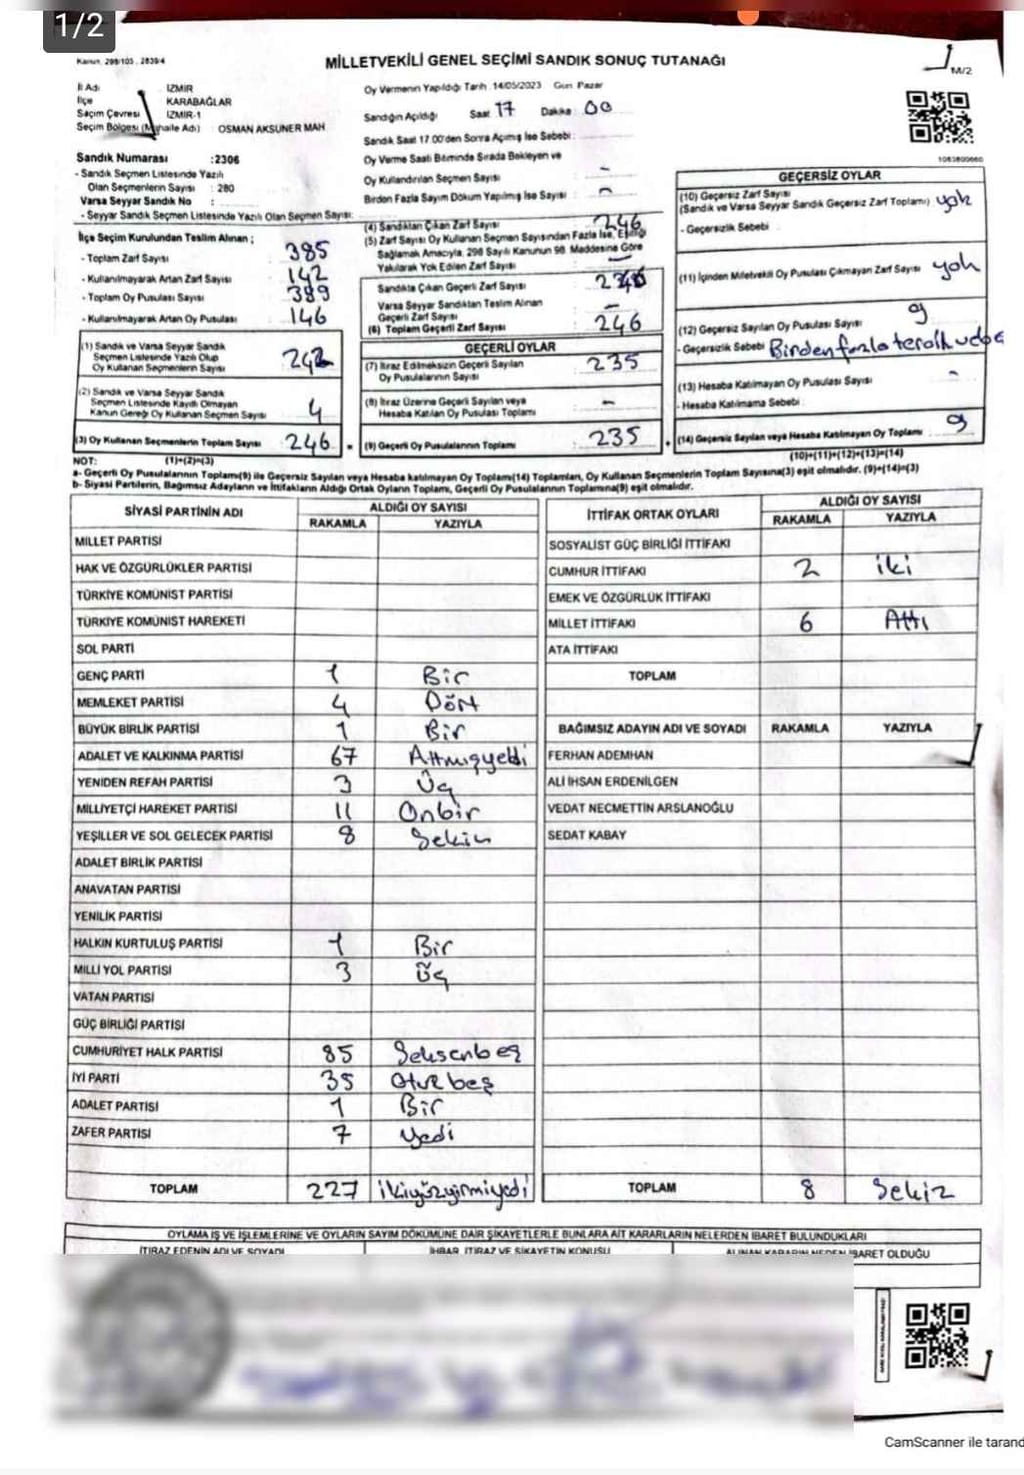 1/2
Kanun. 298/105. 2839/4
MİLLETVEKİLİ GENEL SEÇİMİ SANDIK SONUÇ TUTANAĞI
M/2
İl Adı : İZMİR
İlçe : KARABAĞLAR
Seçim Çevresi : İZMİR-1
Seçim Bölgesi (Mahalle Adı) : OSMAN AKSÜNER MAH
Oy Vermenin Yapıldığı Tarih 14/05/2023 Gün Pazar
Sandığın Açıldığı Saat 17 Dakika 00
Sandık Saat 17.00'den Sonra Açımış İse Sebebi:
Oy Verme Saati Bitiminde Sırada Bekleyen ve
Oy Kullandırılan Seçmen Sayısı : -
Birden Fazla Sayım Döküm Yapılmış İse Sayısı : -
Sandık Numarası :2306
- Sandık Seçmen Listesinde Yazılı
Olan Seçmenlerin Sayısı : 280
Varsa Seyyar Sandık No :
- Seyyar Sandık Seçmen Listesinde Yazılı Olan Seçmen Sayısı:
İlçe Seçim Kurulundan Teslim Alınan ;
- Toplam Zarf Sayısı 385
- Kullanılmayarak Artan Zarf Sayısı 142
- Toplam Oy Pusulası Sayısı 389
- Kullanılmayarak Artan Oy Pusulası 146
(1) Sandık ve Varsa Seyyar Sandık
Seçmen Listesinde Yazılı Olup
Oy Kullanan Seçmenlerin Sayısı 242
(2) Sandık ve Varsa Seyyar Sandık
Seçmen Listesinde Kayıtlı Olmayan
Kanun Gereği Oy Kullanan Seçmen Sayısı 4
(3) Oy Kullanan Seçmenlerin Toplam Sayısı 246
(4) Sandıktan Çıkan Zarf Sayısı 246
(5) Zarf Sayısı Oy Kullanan Seçmen Sayısından Fazla İse, Eşitliği
Sağlamak Amacıyla, 298 Sayılı Kanunun 98. Maddesine Göre
Yakılarak Yok Edilen Zarf Sayısı -
Sandıkta Çıkan Geçerli Zarf Sayısı 246
Varsa Seyyar Sandıktan Teslim Alınan
Geçerli Zarf Sayısı -
(6) Toplam Geçerli Zarf Sayısı 246
GEÇERLİ OYLAR
(7) İtiraz Edilmeksizin Geçerli Sayılan
Oy Pusulalarının Sayısı : 235
(8) İtiraz Üzerine Geçerli Sayılan veya
Hesaba Katılan Oy Pusulası Toplamı : -
(9) Geçerli Oy Pusulalarının Toplamı : 235
1083800660
GEÇERSİZ OYLAR
(10) Geçersiz Zarf Sayısı
(Sandık ve Varsa Seyyar Sandık Geçersiz Zarf Toplamı) yok
- Geçersizlik Sebebi
(11) İçinden Milletvekili Oy Pusulası Çıkmayan Zarf Sayısı yok
(12) Geçersiz Sayılan Oy Pusulası Sayısı 9
- Geçersizlik Sebebi Birden fazla tercih
(13) Hesaba Katılmayan Oy Pusulası Sayısı -
- Hesaba Katılmama Sebebi :
(14) Geçersiz Sayılan veya Hesaba Katılmayan Oy Toplamı 9
NOT: (1)+(2)=(3)
(10)+(11)+(12)+(13)=(14)
a- Geçerli Oy Pusulalarının Toplamı(9) ile Geçersiz Sayılan veya Hesaba katılmayan Oy Toplamı(14) Toplamları, Oy Kullanan Seçmenlerin Toplam Sayısına(3) eşit olmalıdır. (9)+(14)=(3)
b- Siyasi Partilerin, Bağımsız Adayların ve İttifakların Aldığı Ortak Oyların Toplamı, Geçerli Oy Pusulalarının Toplamına(9) eşit olmalıdır.
SİYASİ PARTİNİN ADI ALDIĞI OY SAYISI
RAKAMLA YAZIYLA
MİLLET PARTİSİ
HAK VE ÖZGÜRLÜKLER PARTİSİ
TÜRKİYE KOMÜNİST PARTİSİ
TÜRKİYE KOMÜNİST HAREKETİ
SOL PARTİ
GENÇ PARTİ 1 Bir
MEMLEKET PARTİSİ 4 Dört
BÜYÜK BİRLİK PARTİSİ 1 Bir
ADALET VE KALKINMA PARTİSİ 67 Altmışyedi
YENİDEN REFAH PARTİSİ 3 Üç
MİLLİYETÇİ HAREKET PARTİSİ 11 Onbir
YEŞİLLER VE SOL GELECEK PARTİSİ 8 Sekiz
ADALET BİRLİK PARTİSİ
ANAVATAN PARTİSİ
YENİLİK PARTİSİ
HALKIN KURTULUŞ PARTİSİ 1 Bir
MİLLİ YOL PARTİSİ 3 Üç
VATAN PARTİSİ
GÜÇ BİRLİĞİ PARTİSİ
CUMHURİYET HALK PARTİSİ 85 Seksenbeş
İYİ PARTİ 35 Otuzbeş
ADALET PARTİSİ 1 Bir
ZAFER PARTİSİ 7 Yedi
TOPLAM 227 ikiyüzyirmiyedi
İTTİFAK ORTAK OYLARI ALDIĞI OY SAYISI
RAKAMLA YAZIYLA
SOSYALİST GÜÇ BİRLİĞİ İTTİFAKI
CUMHUR İTTİFAKI 2 iki
EMEK VE ÖZGÜRLÜK İTTİFAKI
MİLLET İTTİFAKI 6 Altı
ATA İTTİFAKI
TOPLAM
BAĞIMSIZ ADAYIN ADI VE SOYADI RAKAMLA YAZIYLA
FERHAN ADEMHAN
ALİ İHSAN ERDENİLGEN
VEDAT NECMETTİN ARSLANOĞLU
SEDAT KABAY
TOPLAM 8 Sekiz
OYLAMA İŞ VE İŞLEMLERİNE VE OYLARIN SAYIM DÖKÜMÜNE DAİR ŞİKAYETLERLE BUNLARA AİT KARARLARIN NELERDEN İBARET BULUNDUKLARI
İTİRAZ EDENİN ADI VE SOYADI İHBAR, İTİRAZ VE ŞİKAYETİN KONUSU ALINAN KARARIN NEDEN İBARET OLDUĞU
CamScanner ile tarand